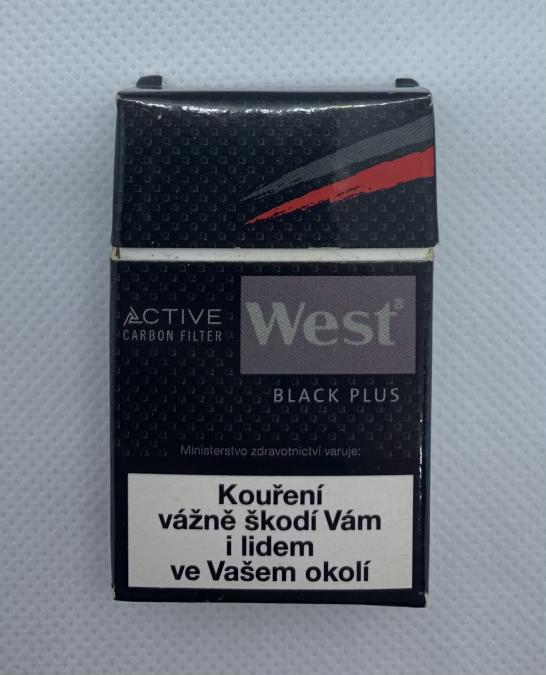 ACTIVE
CARBON FILTER
West®
BLACK PLUS
Ministerstvo zdravotnictví varuje:
Kouření
vážně škodí Vám
i lidem
ve Vašem okolí